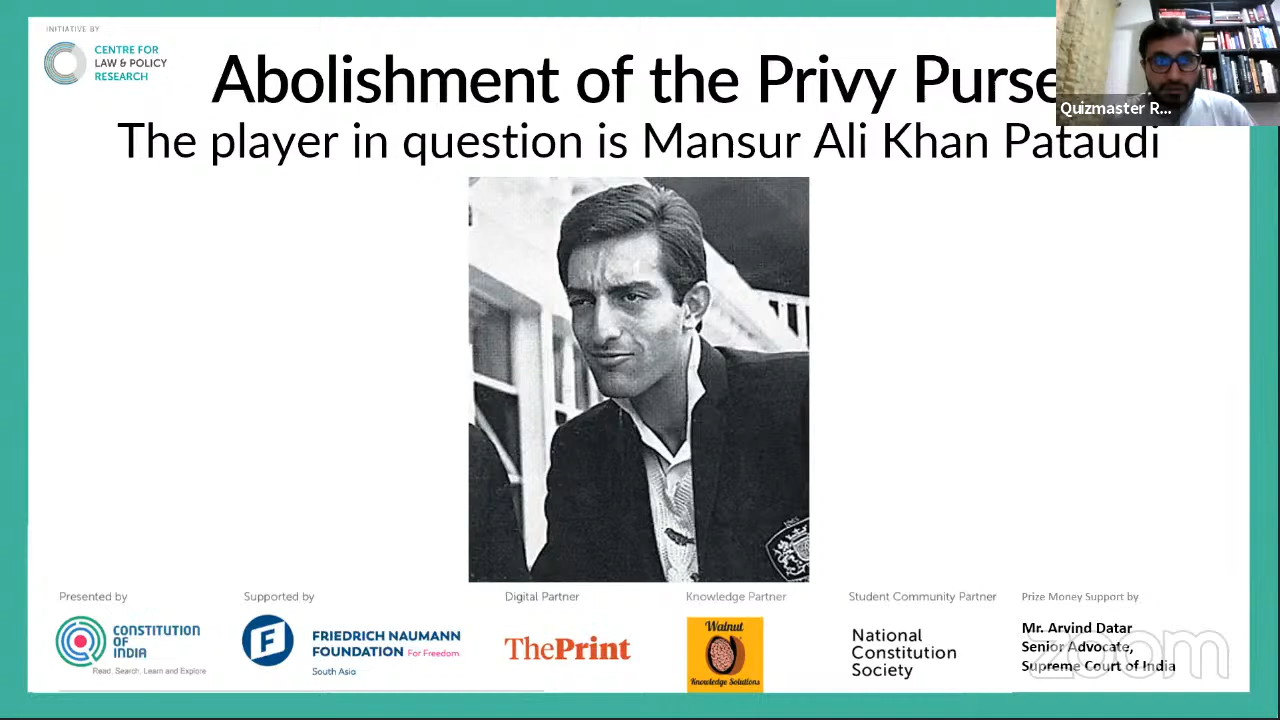 INITIATIVE BY
CENTRE FOR
LAW & POLICY
RESEARCH
Abolishment of the Privy Purse
The player in question is Mansur Ali Khan Pataudi
Quizmaster R...
Presented by
CONSTITUTION
OF
INDIA
Read, Search, Learn and Explore
Supported by
F
FRIEDRICH NAUMANN
FOUNDATION For Freedom.
South Asia
Digital Partner
ThePrint
Knowledge Partner
Walnut
Knowledge Solutions
Student Community Partner
National
Constitution
Society
Prize Money Support by
Mr. Arvind Datar
Senior Advocate,
Supreme Court of India
zoom